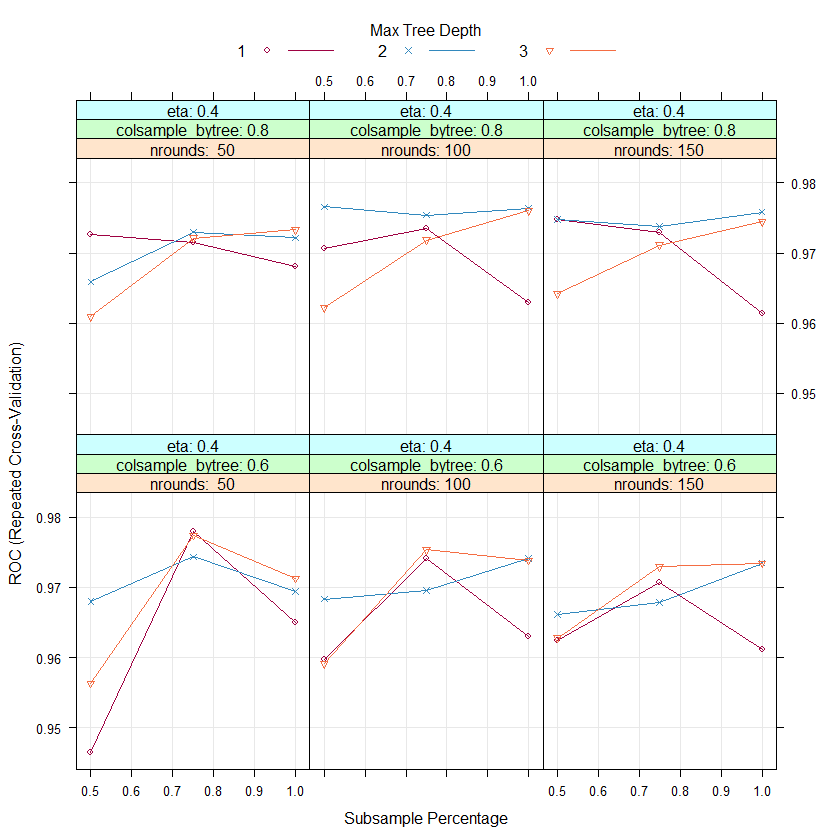 Max Tree Depth
1 2 3
0.5 0.6 0.7 0.8 0.9 1.0
eta: 0.4 eta: 0.4 eta: 0.4
colsample_bytree: 0.8 colsample_bytree: 0.8 colsample_bytree: 0.8
nrounds: 50 nrounds: 100 nrounds: 150
0.98
0.97
0.96
0.95
ROC (Repeated Cross-Validation)
eta: 0.4 eta: 0.4 eta: 0.4
colsample_bytree: 0.6 colsample_bytree: 0.6 colsample_bytree: 0.6
nrounds: 50 nrounds: 100 nrounds: 150
0.98
0.97
0.96
0.95
0.5 0.6 0.7 0.8 0.9 1.0 0.5 0.6 0.7 0.8 0.9 1.0
Subsample Percentage